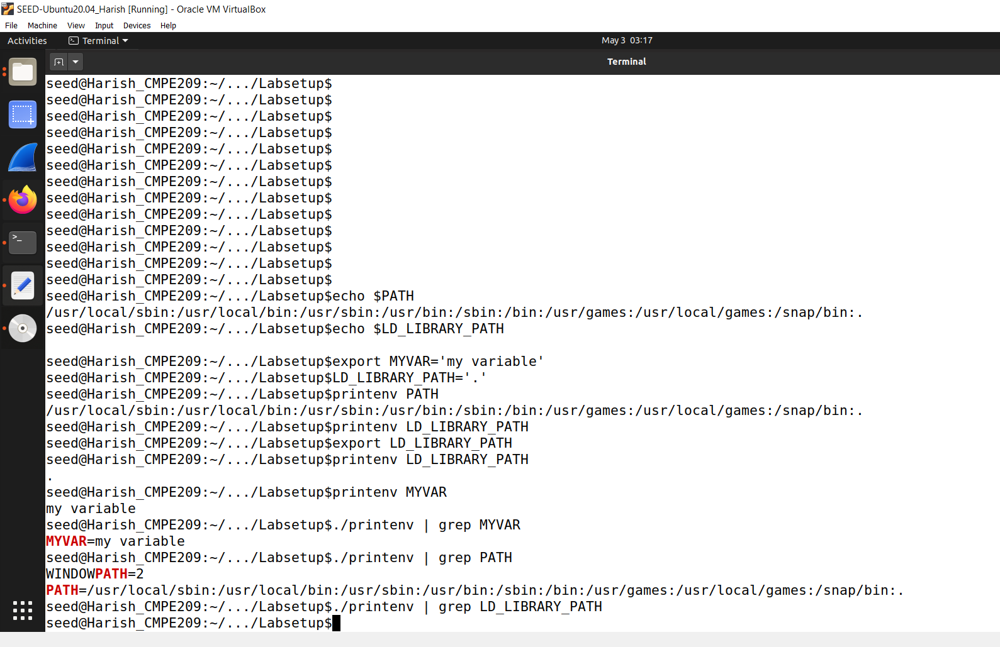 SEED-Ubuntu20.04_Harish [Running] - Oracle VM VirtualBox
File Machine View Input Devices Help
Activities Terminal May 3 03:17
Terminal
seed@Harish_CMPE209:~/.../Labsetup$
seed@Harish_CMPE209:~/.../Labsetup$
seed@Harish_CMPE209:~/.../Labsetup$
seed@Harish_CMPE209:~/.../Labsetup$
seed@Harish_CMPE209:~/.../Labsetup$
seed@Harish_CMPE209:~/.../Labsetup$
seed@Harish_CMPE209:~/.../Labsetup$
seed@Harish_CMPE209:~/.../Labsetup$
seed@Harish_CMPE209:~/.../Labsetup$
seed@Harish_CMPE209:~/.../Labsetup$
seed@Harish_CMPE209:~/.../Labsetup$
seed@Harish_CMPE209:~/.../Labsetup$
seed@Harish_CMPE209:~/.../Labsetup$
seed@Harish_CMPE209:~/.../Labsetup$echo $PATH
/usr/local/sbin:/usr/local/bin:/usr/sbin:/usr/bin:/sbin:/bin:/usr/games:/usr/local/games:/snap/bin:.
seed@Harish_CMPE209:~/.../Labsetup$echo $LD_LIBRARY_PATH
seed@Harish_CMPE209:~/.../Labsetup$export MYVAR='my variable'
seed@Harish_CMPE209:~/.../Labsetup$LD_LIBRARY_PATH='.'
seed@Harish_CMPE209:~/.../Labsetup$printenv PATH
/usr/local/sbin:/usr/local/bin:/usr/sbin:/usr/bin:/sbin:/bin:/usr/games:/usr/local/games:/snap/bin:.
seed@Harish_CMPE209:~/.../Labsetup$printenv LD_LIBRARY_PATH
seed@Harish_CMPE209:~/.../Labsetup$export LD_LIBRARY_PATH
seed@Harish_CMPE209:~/.../Labsetup$printenv LD_LIBRARY_PATH
.
seed@Harish_CMPE209:~/.../Labsetup$printenv MYVAR
my variable
seed@Harish_CMPE209:~/.../Labsetup$./printenv | grep MYVAR
MYVAR=my variable
seed@Harish_CMPE209:~/.../Labsetup$./printenv | grep PATH
WINDOWPATH=2
PATH=/usr/local/sbin:/usr/local/bin:/usr/sbin:/usr/bin:/sbin:/bin:/usr/games:/usr/local/games:/snap/bin:.
seed@Harish_CMPE209:~/.../Labsetup$./printenv | grep LD_LIBRARY_PATH
seed@Harish_CMPE209:~/.../Labsetup$